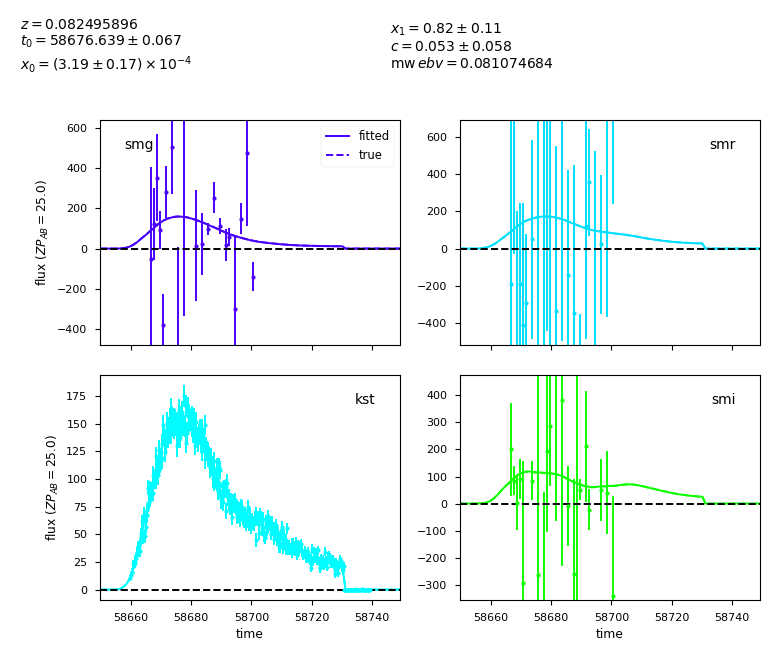 z = 0.082495896
t₀ = 58676.639 ± 0.067
x₀ = (3.19 ± 0.17) × 10⁻⁴
x₁ = 0.82 ± 0.11
c = 0.053 ± 0.058
mw ebv = 0.081074684
smg
fitted
true
600
400
200
0
−200
−400
flux (ZP_AB = 25.0)
smr
600
400
200
0
−200
−400
kst
175
150
125
100
75
50
25
0
flux (ZP_AB = 25.0)
58660 58680 58700 58720 58740
time
smi
400
300
200
100
0
−100
−200
−300
58660 58680 58700 58720 58740
time